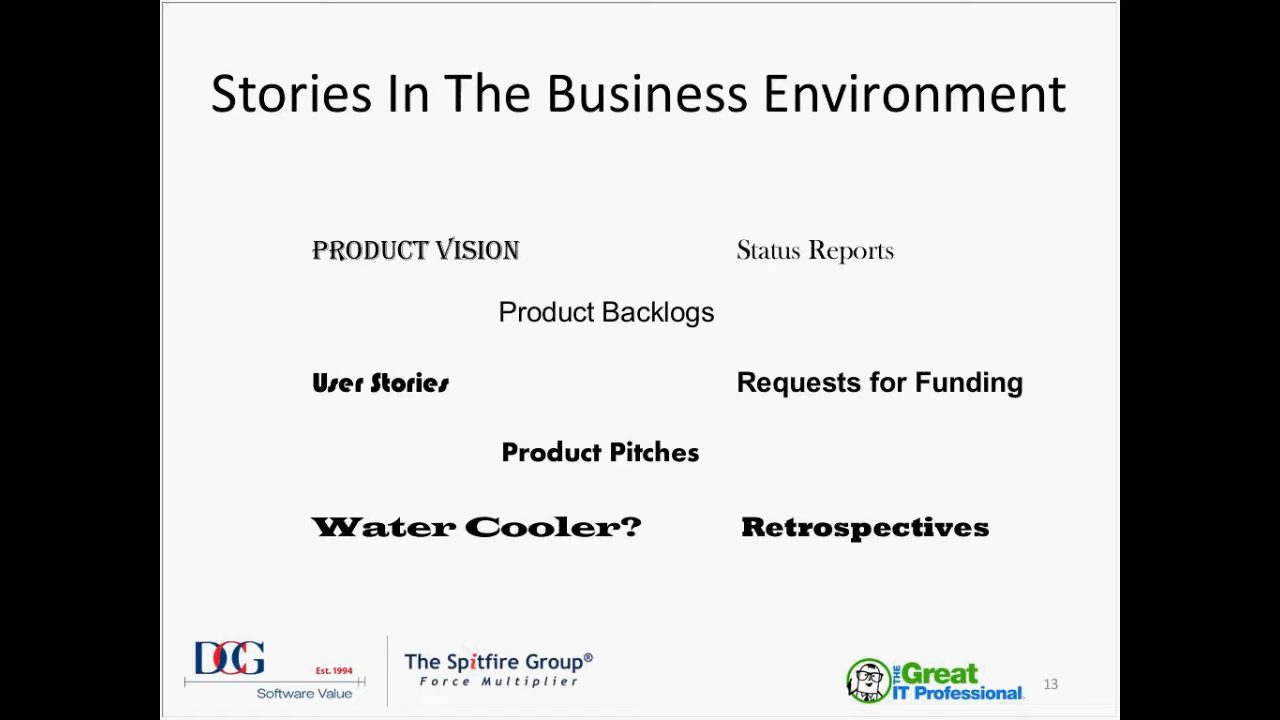 Stories In The Business Environment
PRODUCT VISION
Status Reports
Product Backlogs
User Stories
Requests for Funding
Product Pitches
Water Cooler?
Retrospectives
DCG
Est. 1994
Software Value
The Spitfire Group®
Force Multiplier
THE Great
IT Professional
13